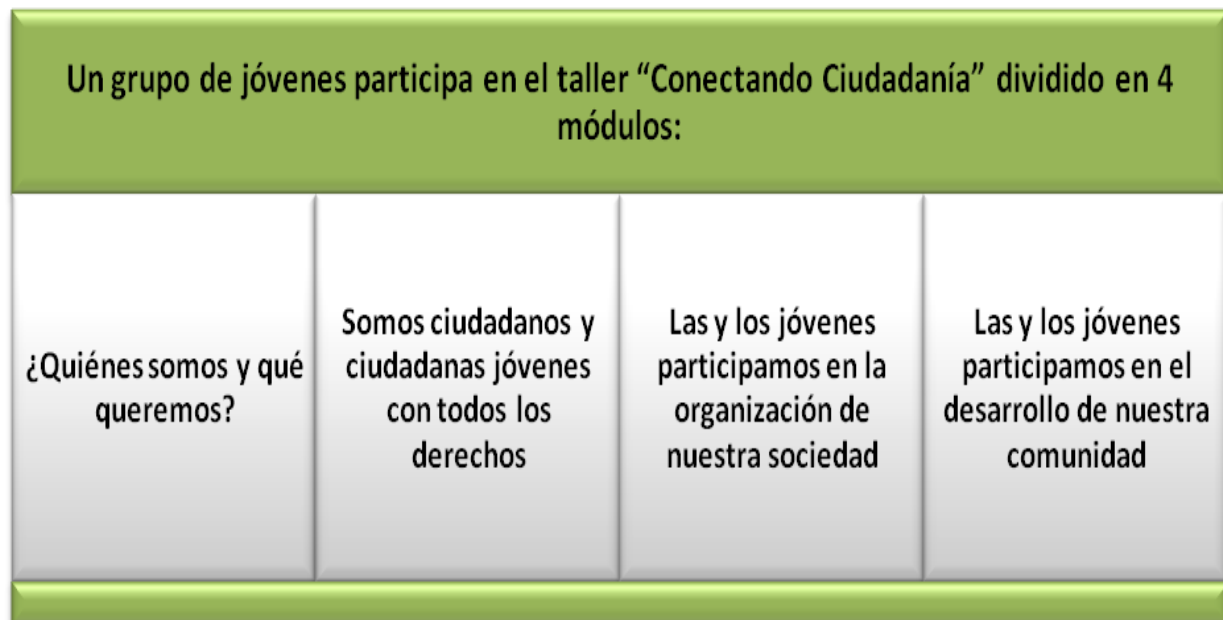 Un grupo de jóvenes participa en el taller “Conectando Ciudadanía” dividido en 4
módulos:
¿Quiénes somos y qué
queremos?
Somos ciudadanos y
ciudadanas jóvenes
con todos los
derechos
Las y los jóvenes
participamos en la
organización de
nuestra sociedad
Las y los jóvenes
participamos en el
desarrollo de nuestra
comunidad